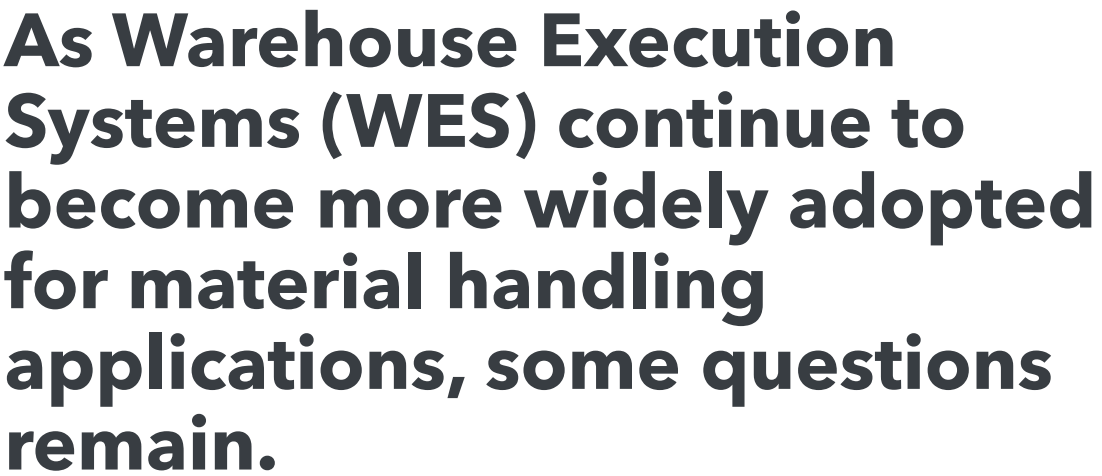 As Warehouse Execution
Systems (WES) continue to
become more widely adopted
for material handling
applications, some questions
remain.